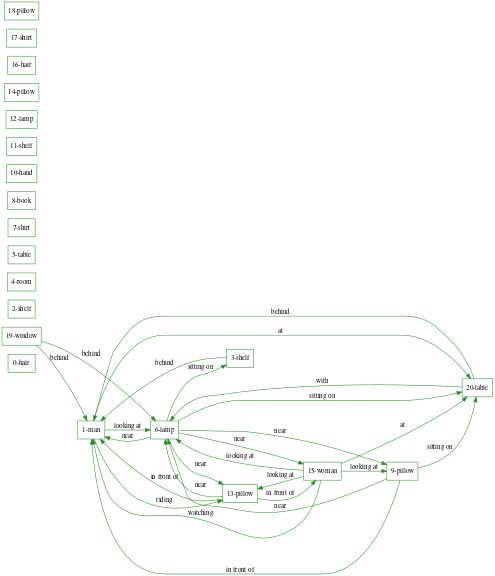 18-pillow
17-shirt
16-hair
14-pillow
12-lamp
11-shelf
10-hand
8-book
7-shirt
5-table
4-room
2-shelf
behind
19-window
at
behind
behind
behind
3-shelf
0-hair
sitting on
with
20-table
sitting on
looking at
1-man
6-lamp
near
near
at
near
looking at
sitting on
near
15-woman
looking at
9-pillow
in front of
looking at
near
13-pillow
in front of
riding
near
watching
in front of